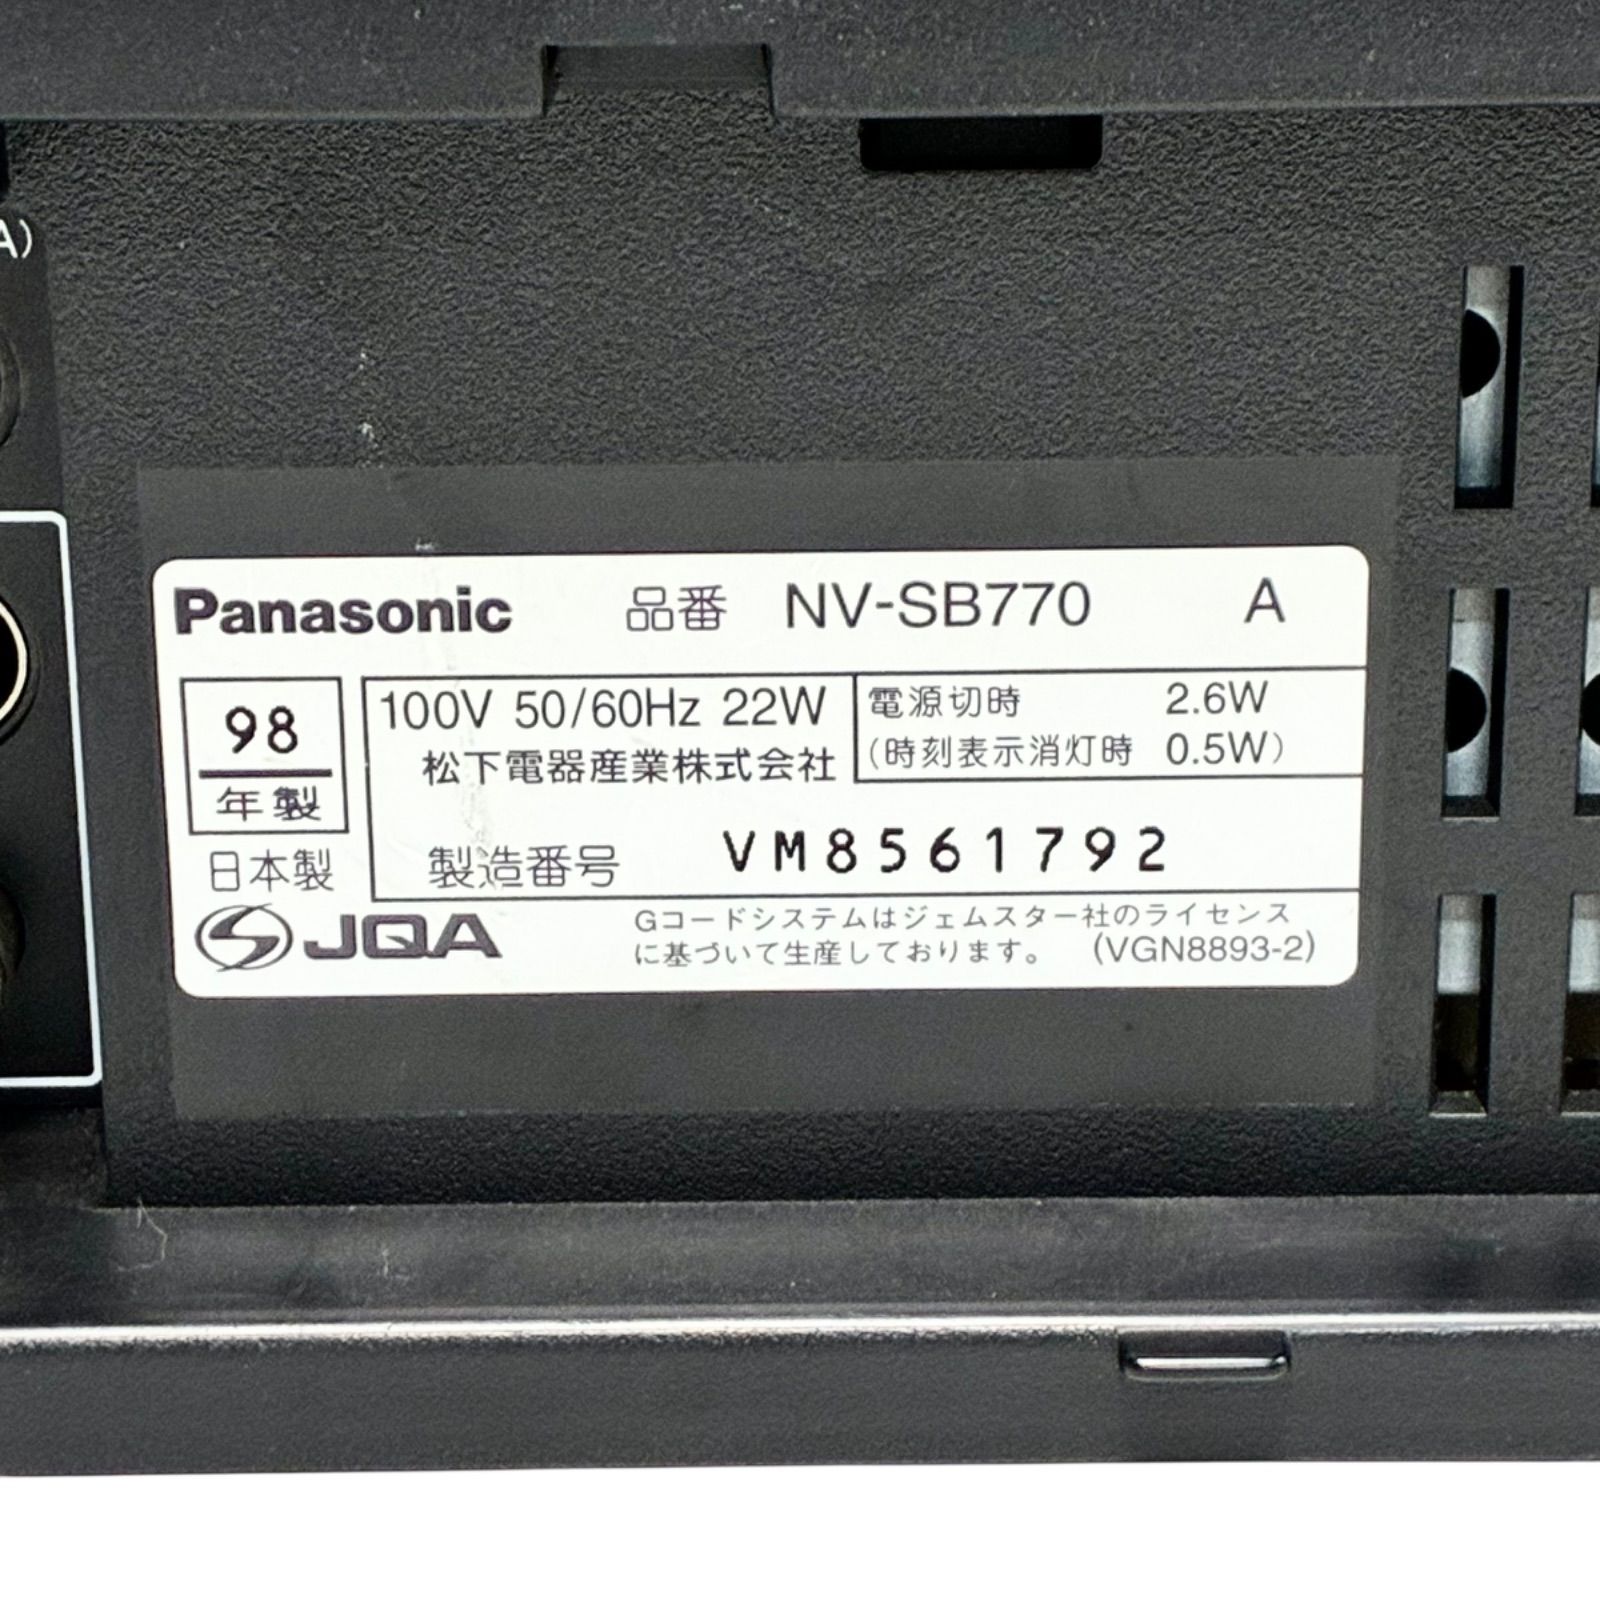 A)
Panasonic 品番 NV-SB770 A
98
年製
日本製
100V 50/60Hz 22W
松下電器産業株式会社
電源切時 2.6W
(時刻表示消灯時 0.5W)
製造番号 VM8561792
JQA
Gコードシステムはジェムスター社のライセンス
に基づいて生産しております。 (VGN8893-2)